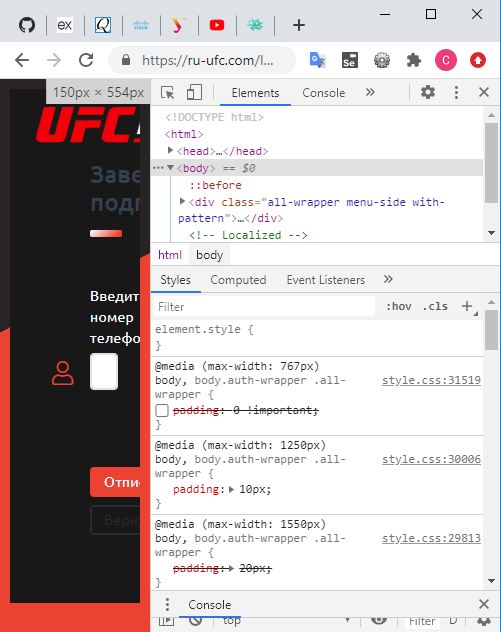 ex
Q
https://ru-ufc.com/l...
C
150px × 554px
Elements
Console
»
UFC
<!DOCTYPE html>
<html>
<head>…</head>
<body> == $0
::before
<div class="all-wrapper menu-side with-
pattern">…</div>
<!-- Localized -->
html
body
Заве
подп
Styles
Computed
Event Listeners
»
Filter
:hov
.cls
element.style {
}
@media (max-width: 767px)
body, body.auth-wrapper .all-
wrapper {
style.css:31519
padding: 0 !important;
}
Введит
номер
телефо
@media (max-width: 1250px)
body, body.auth-wrapper .all-
wrapper {
style.css:30006
padding: 10px;
}
Отпис
Верн
@media (max-width: 1550px)
body, body.auth-wrapper .all-
wrapper {
style.css:29813
padding: 20px;
}
Console
top
Filter
D